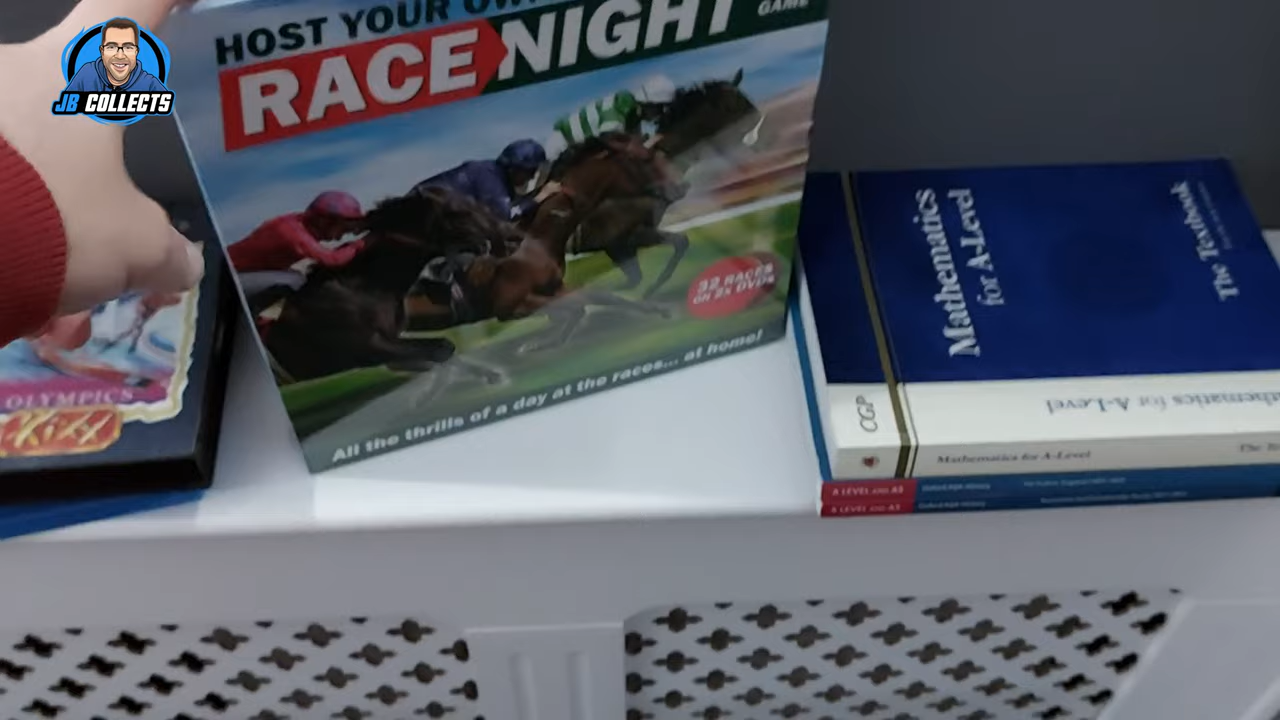 JB COLLECTS
HOST YOUR OWN
RACE NIGHT
GAME
32 RACES
ON 2X DVDs
All the thrills of a day at the races... at home!
OLYMPICS
Mathematics
for A-Level
The Textbook
CGP
Mathematics for A-Level
Mathematics for A-Level
A LEVEL AND AS
A LEVEL AND AS